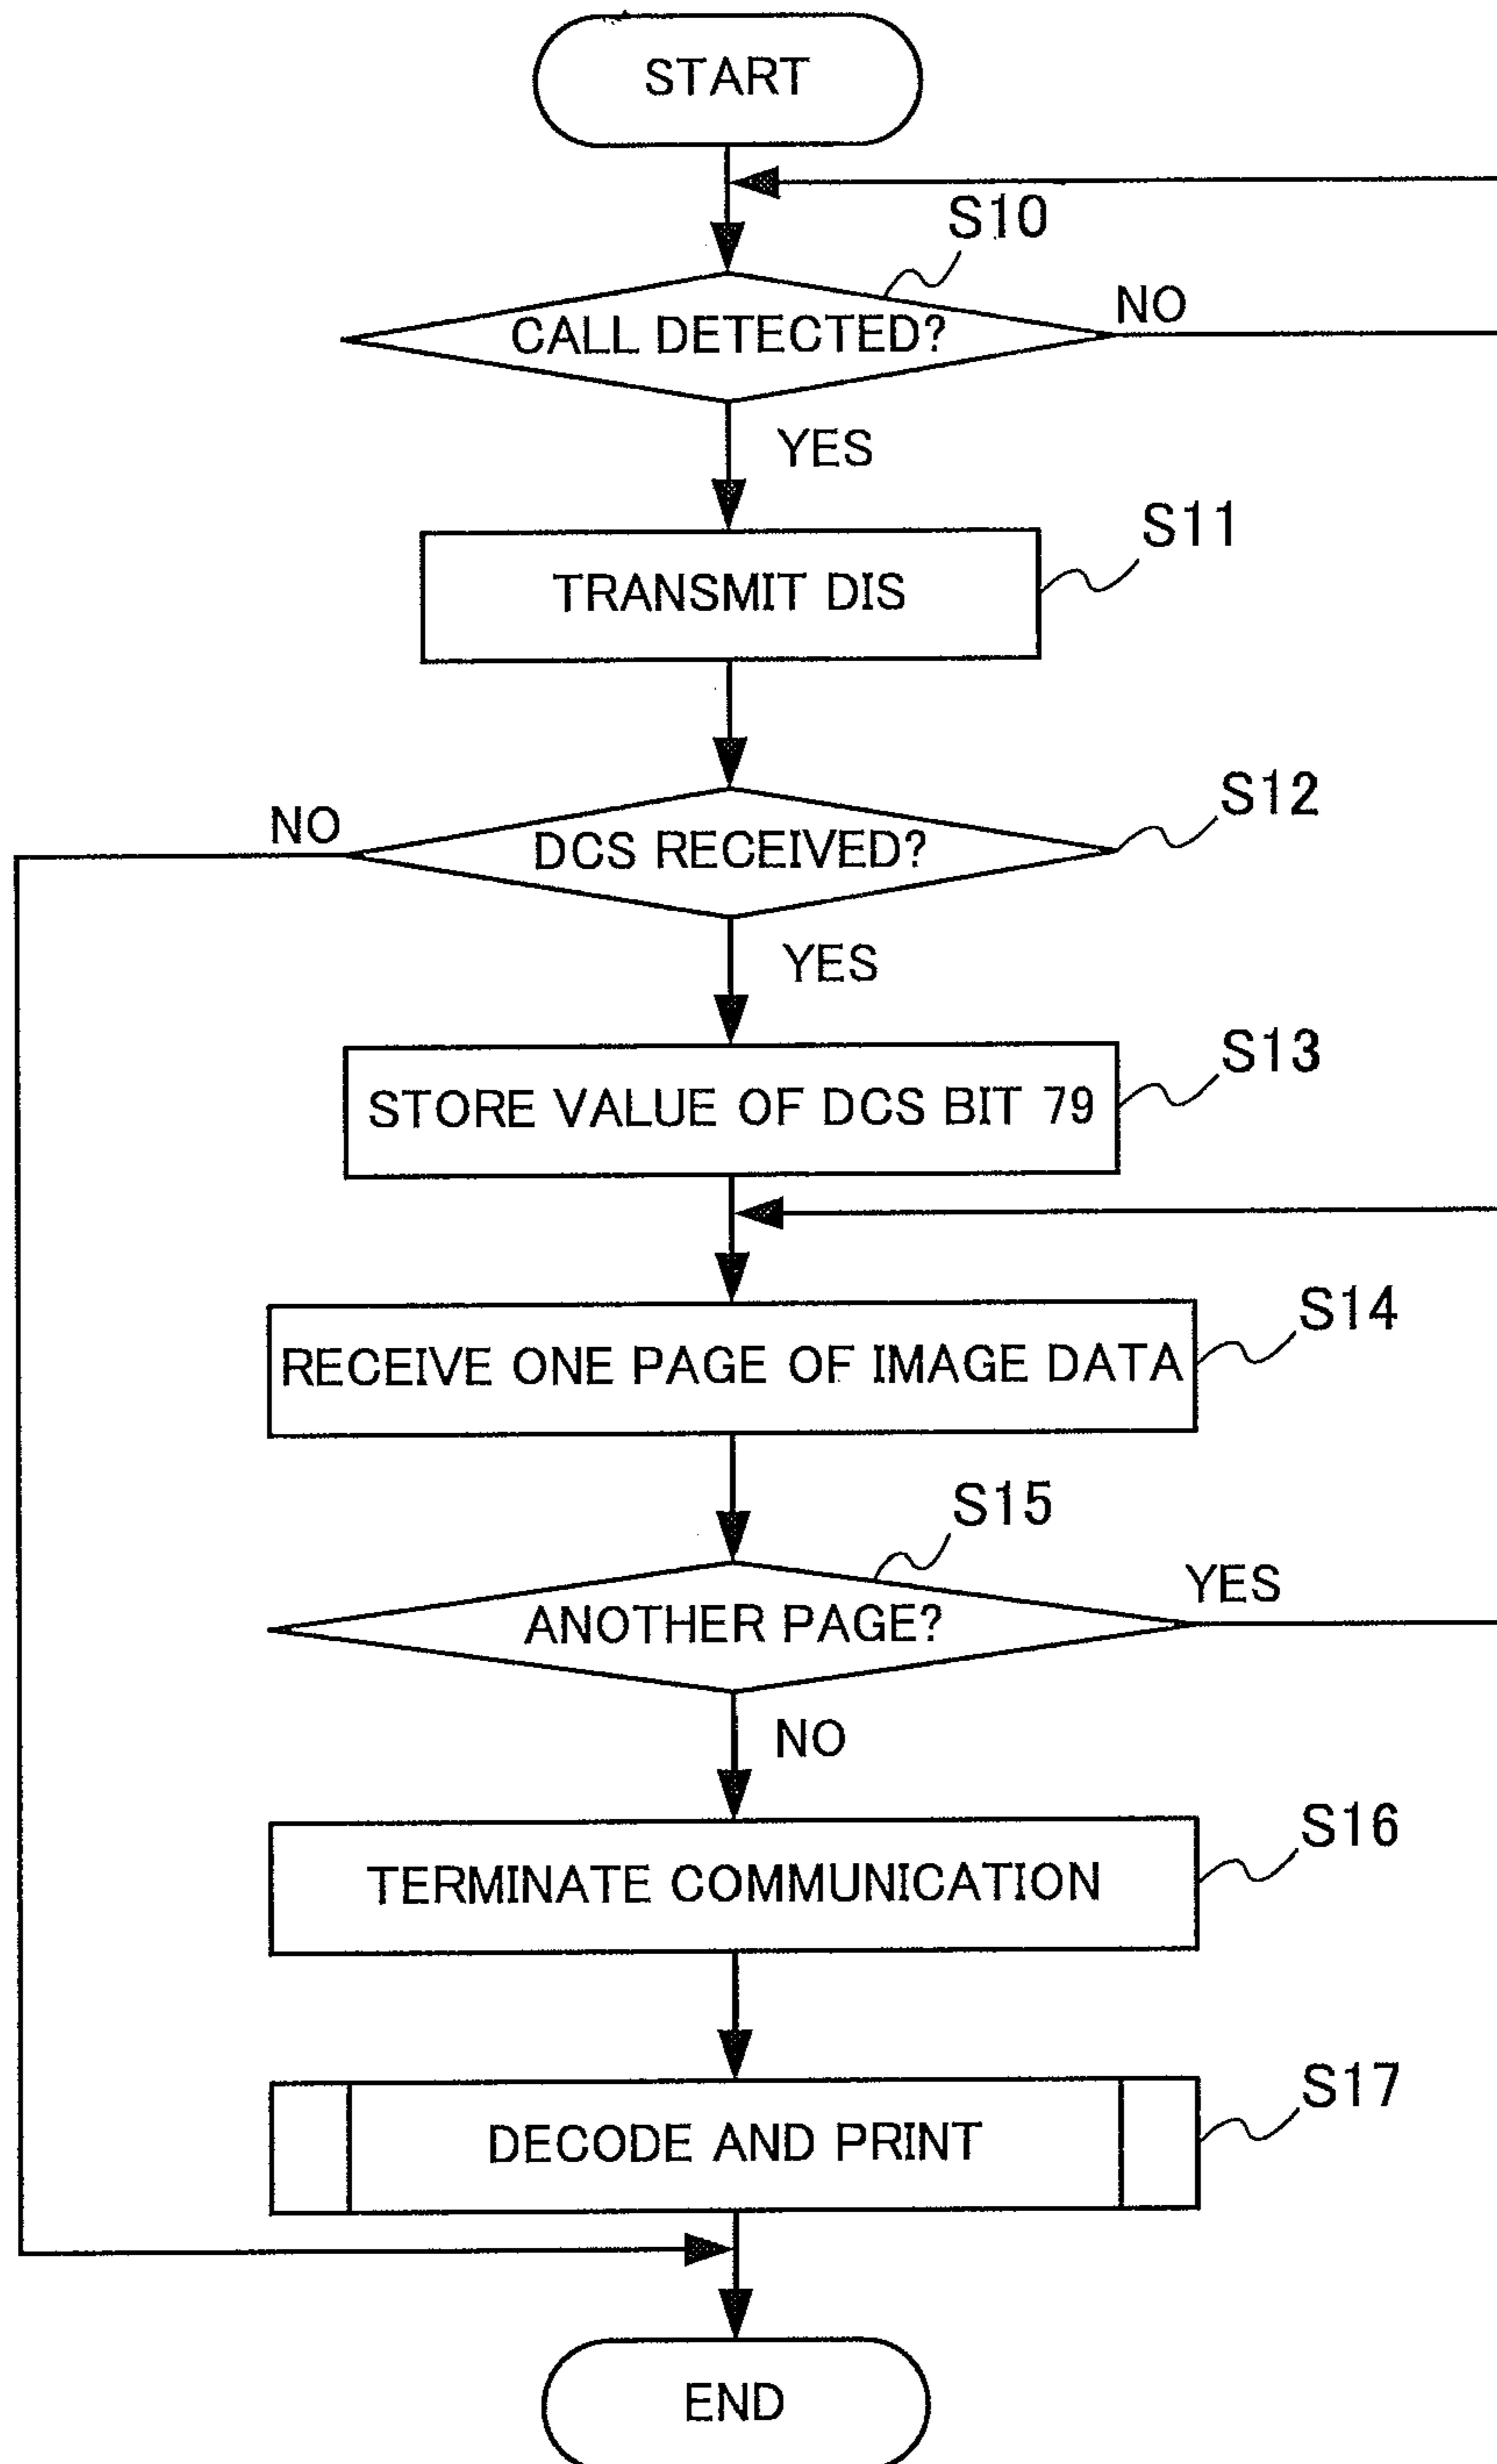 START
S10
CALL DETECTED?
NO
YES
S11
TRANSMIT DIS
S12
NO
DCS RECEIVED?
YES
S13
STORE VALUE OF DCS BIT 79
S14
RECEIVE ONE PAGE OF IMAGE DATA
S15
YES
ANOTHER PAGE?
NO
S16
TERMINATE COMMUNICATION
S17
DECODE AND PRINT
END